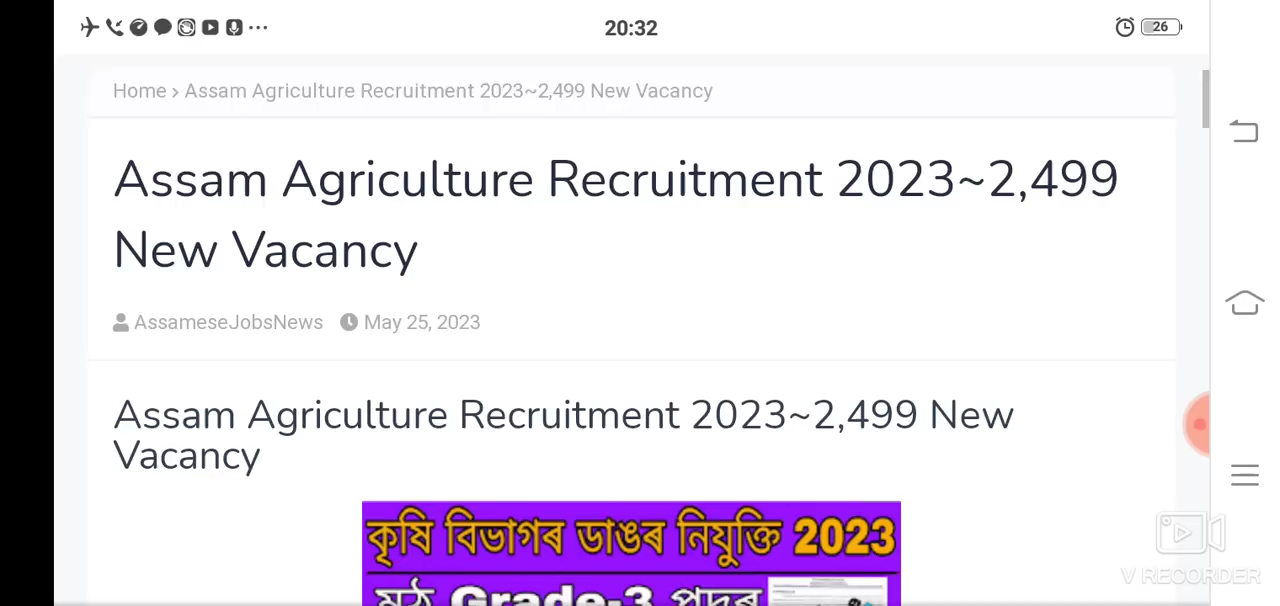 20:32
26
Home › Assam Agriculture Recruitment 2023~2,499 New Vacancy
Assam Agriculture Recruitment 2023~2,499
New Vacancy
AssameseJobsNews May 25, 2023
Assam Agriculture Recruitment 2023~2,499 New
Vacancy
কৃষি বিভাগৰ ডাঙৰ নিযুক্তি 2023
মুঠ Grade-3 পদৰ
V RECORDER